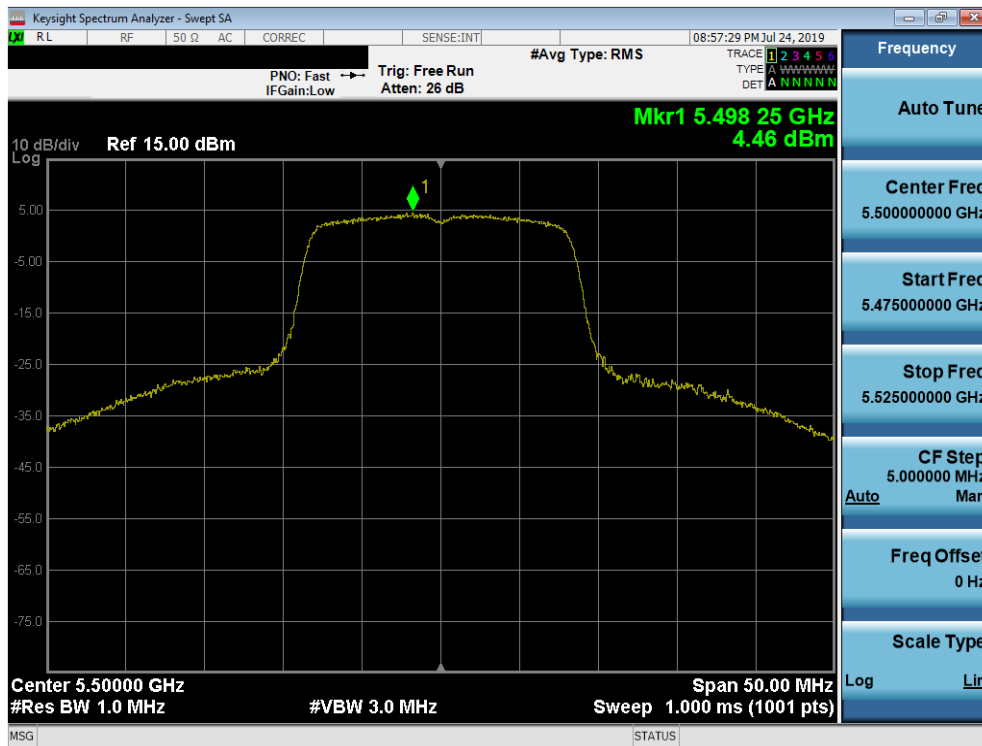 Keysight Spectrum Analyzer - Swept SA
LXI RL RF 50 Ω AC CORREC SENSE:INT 08:57:29 PM Jul 24, 2019
#Avg Type: RMS TRACE 1 2 3 4 5 6
PNO: Fast Trig: Free Run TYPE A W W W W W
IFGain:Low Atten: 26 dB DET A N N N N N
Mkr1 5.498 25 GHz
4.46 dBm
10 dB/div Ref 15.00 dBm
Log
1
5.00
-5.00
-15.0
-25.0
-35.0
-45.0
-55.0
-65.0
-75.0
Center 5.50000 GHz Span 50.00 MHz
#Res BW 1.0 MHz #VBW 3.0 MHz Sweep 1.000 ms (1001 pts)
MSG STATUS
Frequency
Auto Tune
Center Freq
5.500000000 GHz
Start Freq
5.475000000 GHz
Stop Freq
5.525000000 GHz
CF Step
5.000000 MHz
Auto Man
Freq Offset
0 Hz
Scale Type
Log Lin